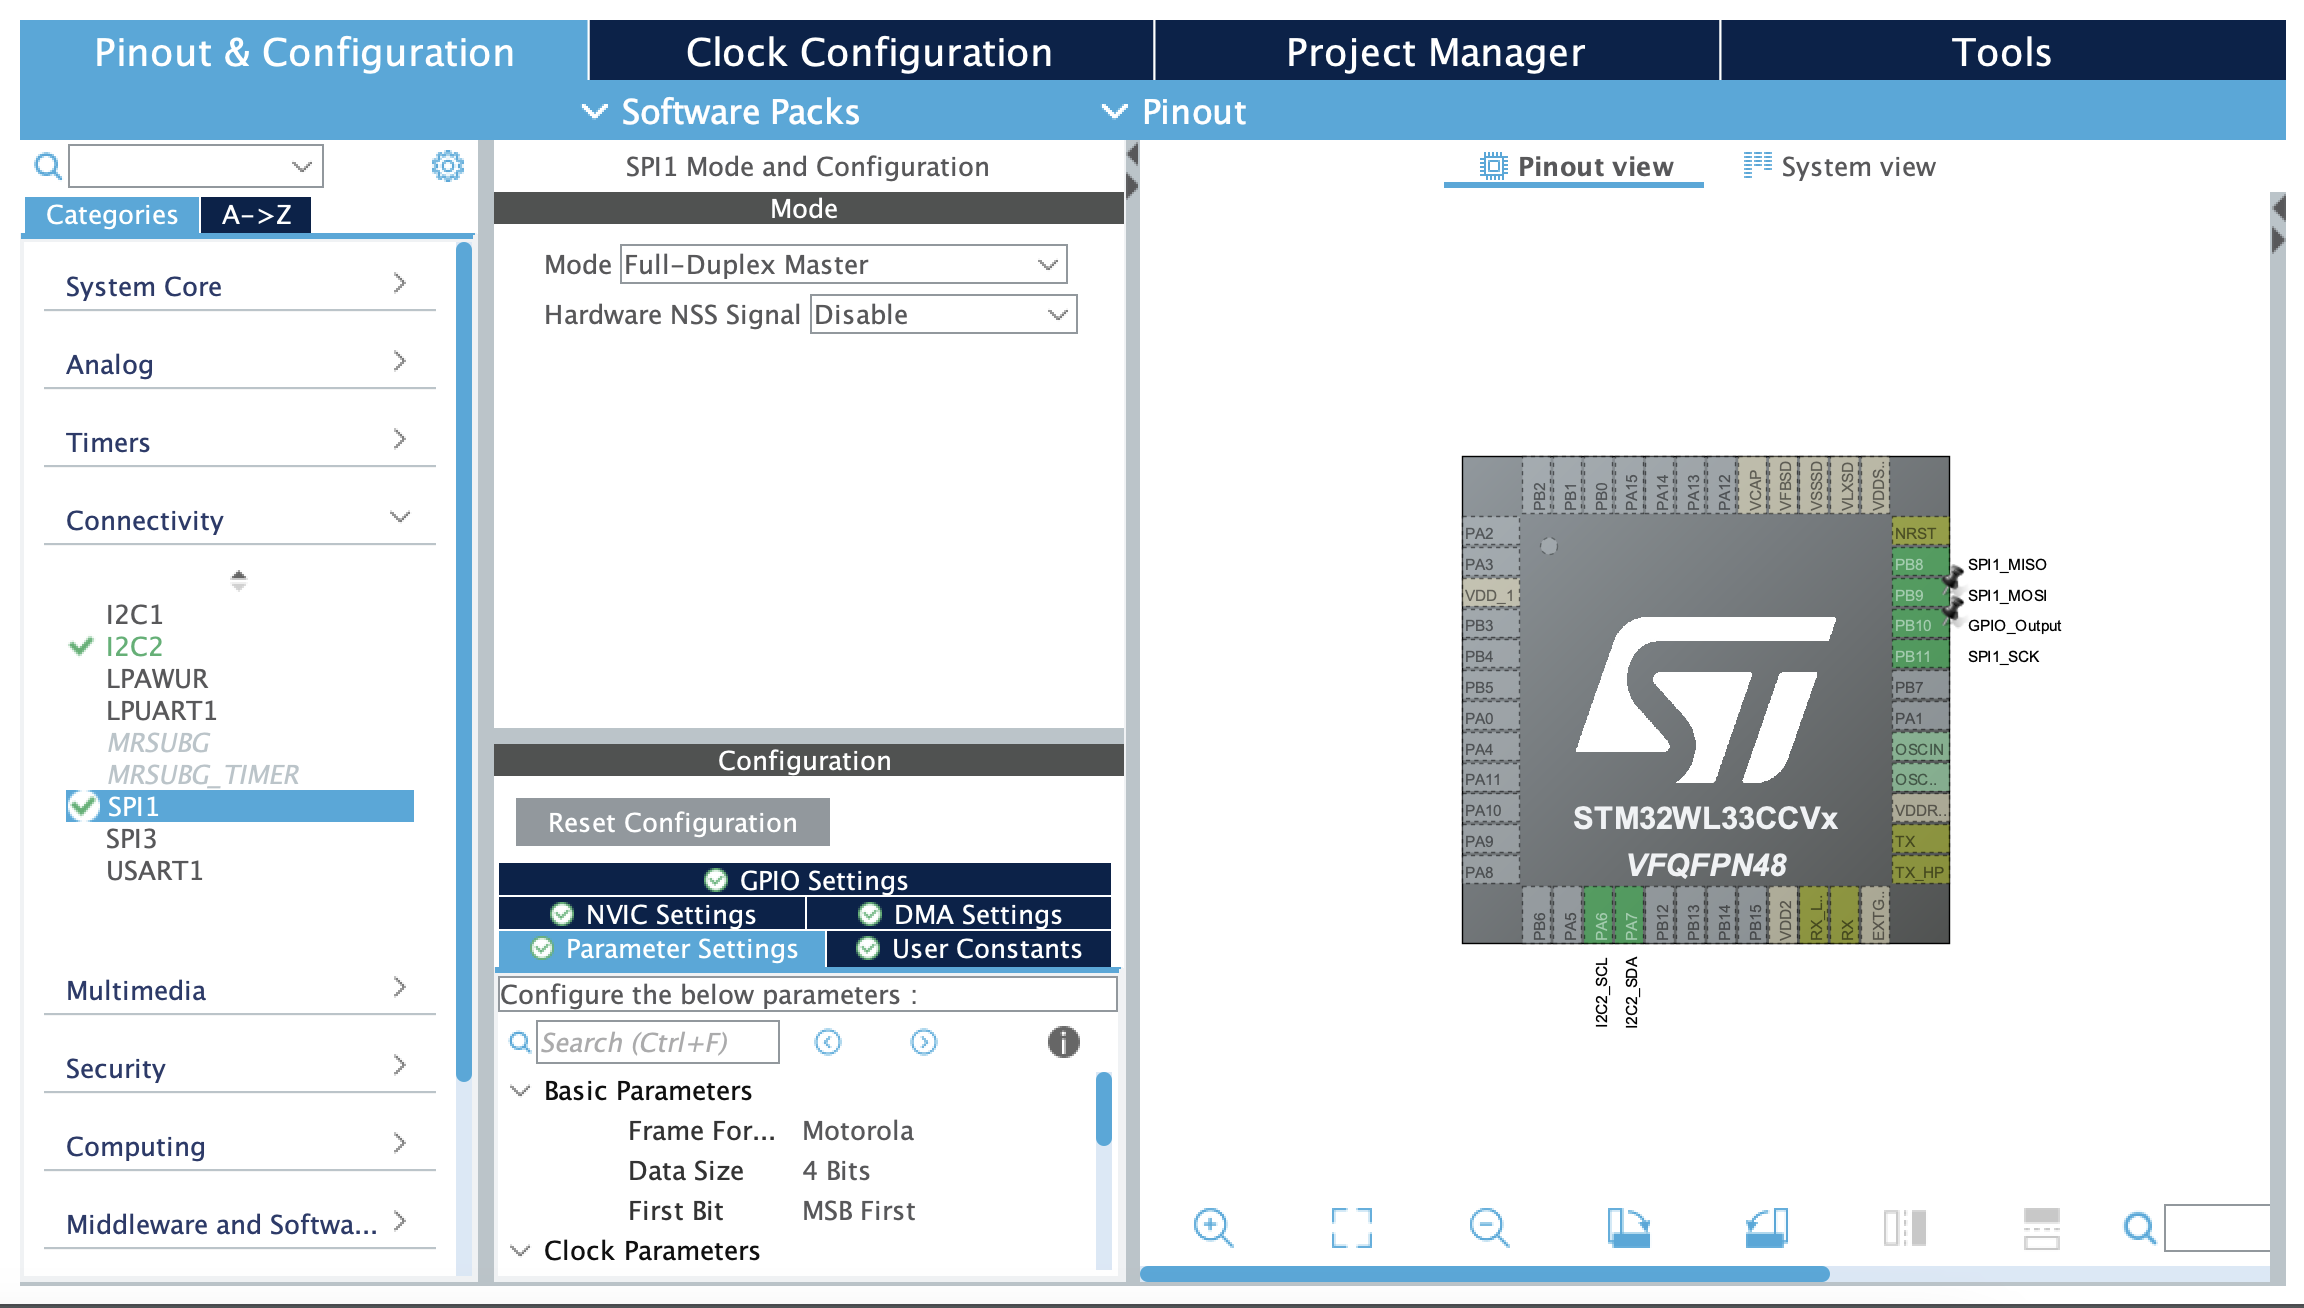 Pinout & Configuration
Clock Configuration
Project Manager
Tools
Software Packs
Pinout
Categories
A->Z
System Core
Analog
Timers
Connectivity
I2C1
I2C2
LPAWUR
LPUART1
MRSUBG
MRSUBG_TIMER
SPI1
SPI3
USART1
Multimedia
Security
Computing
Middleware and Softwa...
SPI1 Mode and Configuration
Mode
Mode Full-Duplex Master
Hardware NSS Signal Disable
Configuration
Reset Configuration
GPIO Settings
NVIC Settings
DMA Settings
Parameter Settings
User Constants
Configure the below parameters :
Search (Ctrl+F)
Basic Parameters
Frame For... Motorola
Data Size 4 Bits
First Bit MSB First
Clock Parameters
Pinout view
System view
PB2
PB1
PB0
PA15
PA14
PA13
PA12
VCAP
VFBSD
VSSSD
VLXSD
VDDS..
PA2
PA3
VDD_1
PB3
PB4
PB5
PA0
PA4
PA11
PA10
PA9
PA8
ST
STM32WL33CCVx
VFQFPN48
NRST
PB8 SPI1_MISO
PB9 SPI1_MOSI
PB10 GPIO_Output
PB11 SPI1_SCK
PB7
PA1
OSCIN
OSC..
VDDR..
TX
TX_HP
PB6
PA5
PA6
PA7
PB12
PB13
PB14
PB15
VDD2
RX_L..
RX
EXTG..
I2C2_SCL
I2C2_SDA